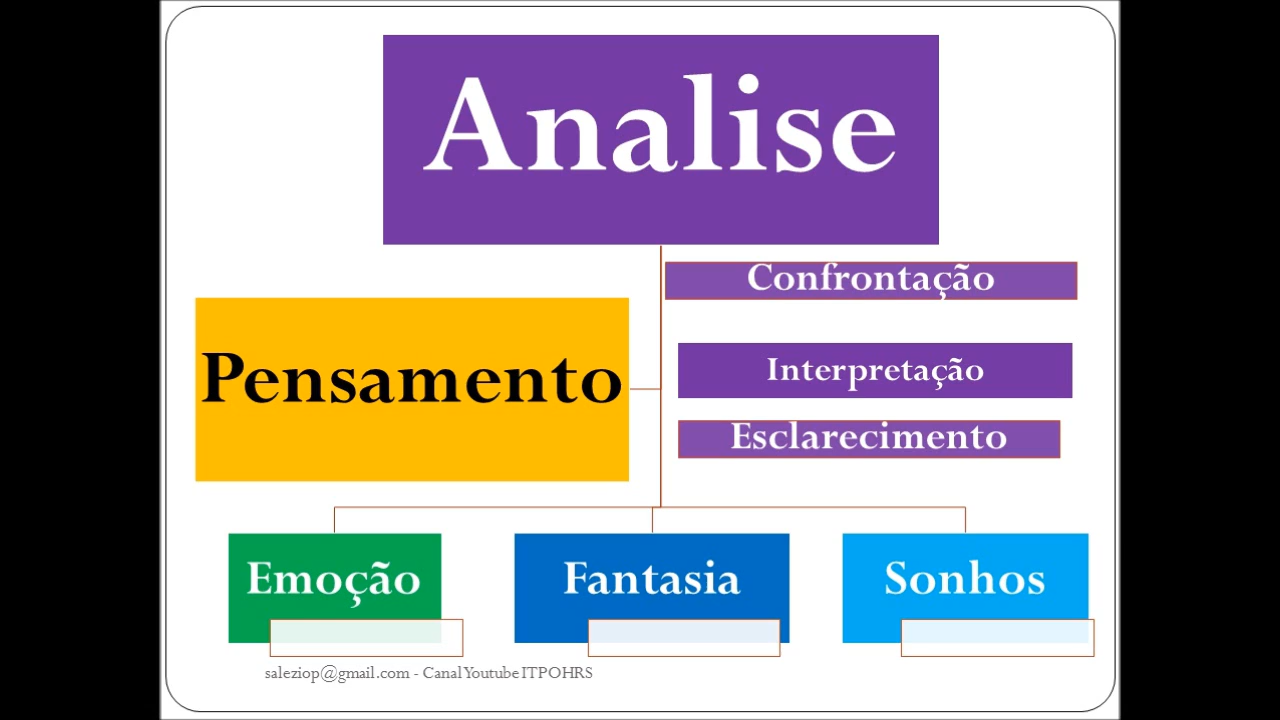 Analise
Confrontação
Pensamento
Interpretação
Esclarecimento
Emoção
Fantasia
Sonhos
saleziop@gmail.com - Canal Youtube ITPOHRS